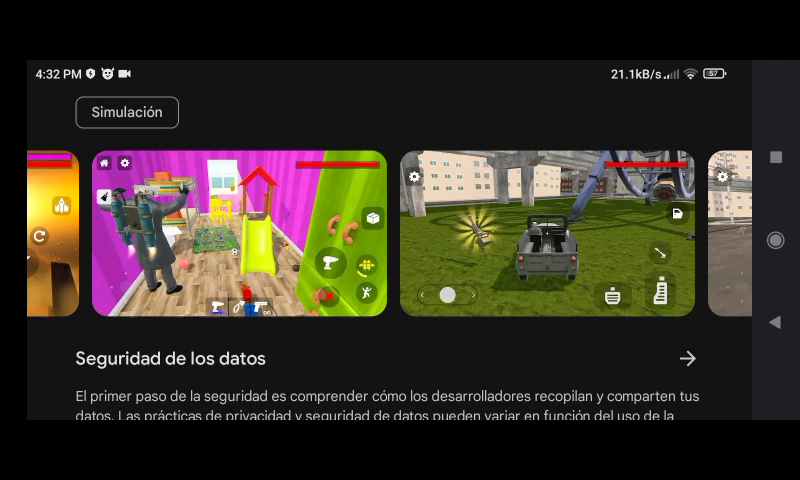 4:32 PM
21.1kB/s
57
Simulación
Seguridad de los datos
El primer paso de la seguridad es comprender cómo los desarrolladores recopilan y comparten tus
datos. Las prácticas de privacidad y seguridad de datos pueden variar en función del uso de la